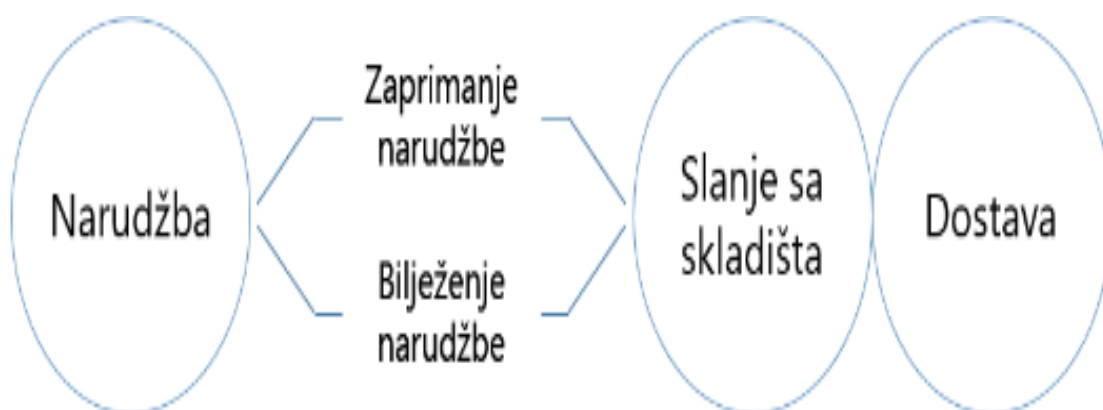 Narudžba
Zaprimanje
narudžbe
Bilježenje
narudžbe
Slanje sa
skladišta
Dostava